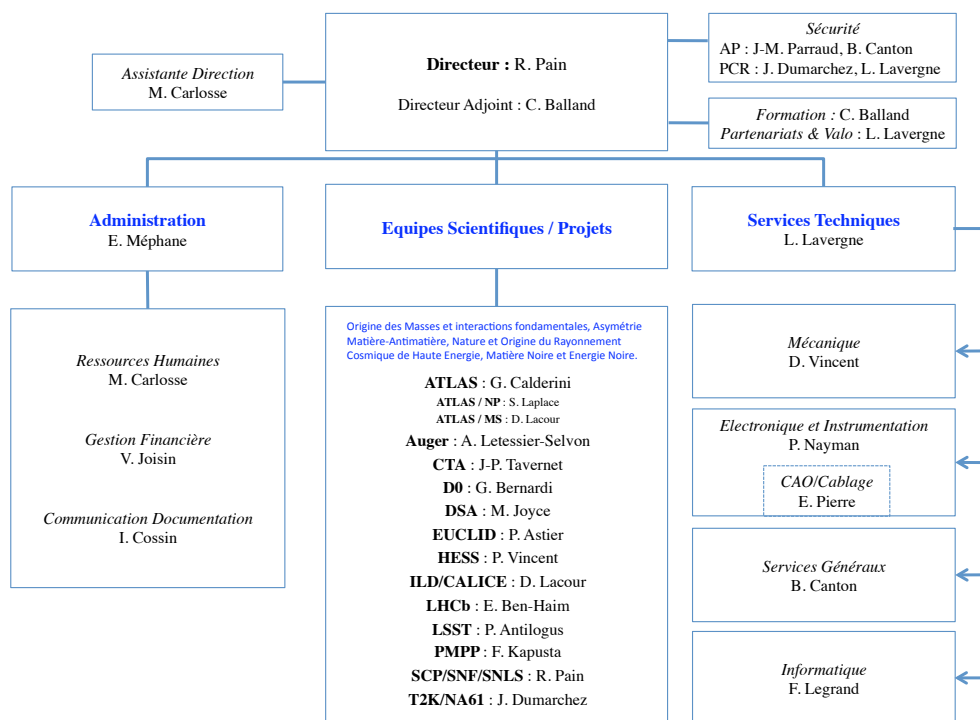 Assistante Direction
M. Carlosse
Directeur : R. Pain
Directeur Adjoint : C. Balland
Sécurité
AP : J-M. Parraud, B. Canton
PCR : J. Dumarchez, L. Lavergne
Formation : C. Balland
Partenariats & Valo : L. Lavergne
Administration
E. Méphane
Equipes Scientifiques / Projets
Services Techniques
L. Lavergne
Ressources Humaines
M. Carlosse
Gestion Financière
V. Joisin
Communication Documentation
I. Cossin
Origine des Masses et interactions fondamentales, Asymétrie
Matière-Antimatière, Nature et Origine du Rayonnement
Cosmique de Haute Energie, Matière Noire et Energie Noire.
ATLAS : G. Calderini
ATLAS / NP : S. Laplace
ATLAS / MS : D. Lacour
Auger : A. Letessier-Selvon
CTA : J-P. Tavernet
D0 : G. Bernardi
DSA : M. Joyce
EUCLID : P. Astier
HESS : P. Vincent
ILD/CALICE : D. Lacour
LHCb : E. Ben-Haim
LSST : P. Antilogus
PMPP : F. Kapusta
SCP/SNF/SNLS : R. Pain
T2K/NA61 : J. Dumarchez
Mécanique
D. Vincent
Electronique et Instrumentation
P. Nayman
CAO/Cablage
E. Pierre
Services Généraux
B. Canton
Informatique
F. Legrand